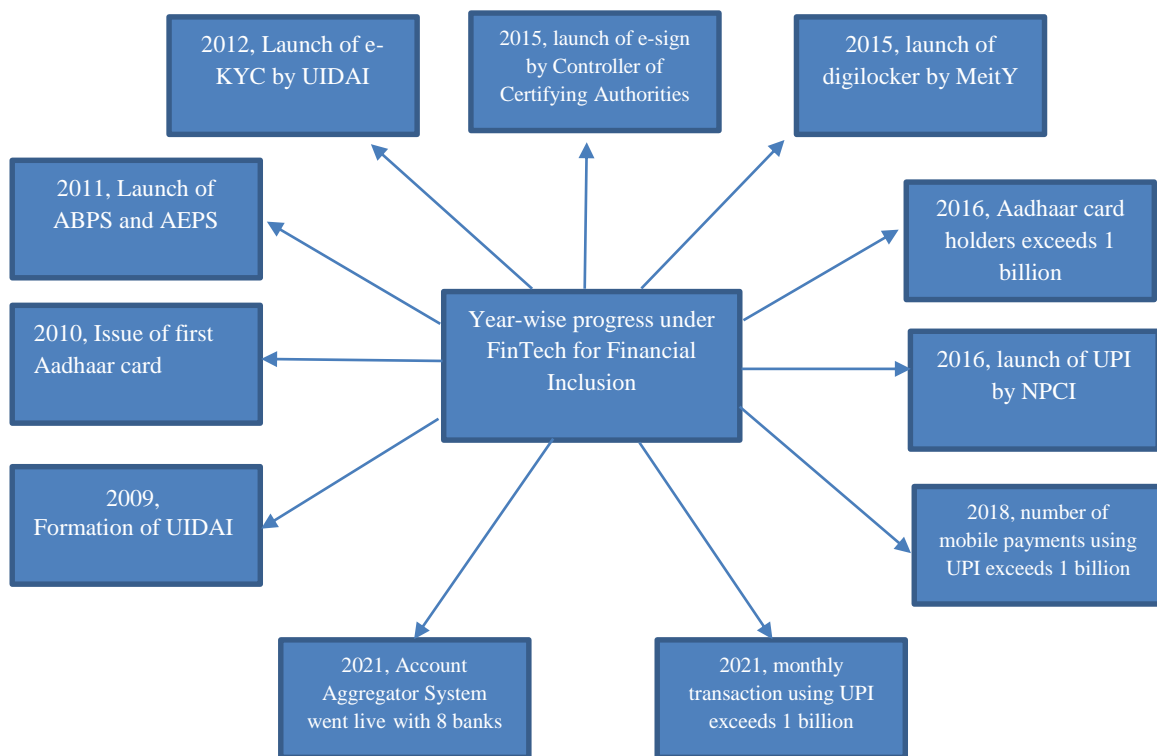 2012, Launch of e-
KYC by UIDAI
2015, launch of e-sign
by Controller of
Certifying Authorities
2015, launch of
digilocker by MeitY
2011, Launch of
ABPS and AEPS
2016, Aadhaar card
holders exceeds 1
billion
Year-wise progress under
FinTech for Financial
Inclusion
2010, Issue of first
Aadhaar card
2016, launch of UPI
by NPCI
2009,
Formation of UIDAI
2018, number of
mobile payments using
UPI exceeds 1 billion
2021, Account
Aggregator System
went live with 8 banks
2021, monthly
transaction using UPI
exceeds 1 billion